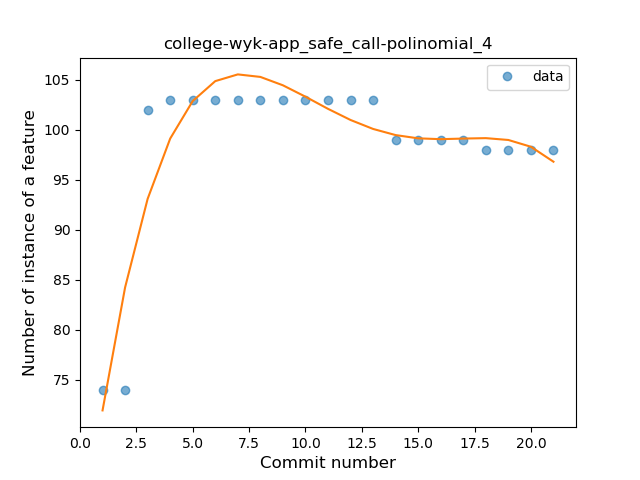 college-wyk-app_safe_call-polinomial_4
data
Number of instance of a feature
105
100
95
90
85
80
75
0.0 2.5 5.0 7.5 10.0 12.5 15.0 17.5 20.0
Commit number